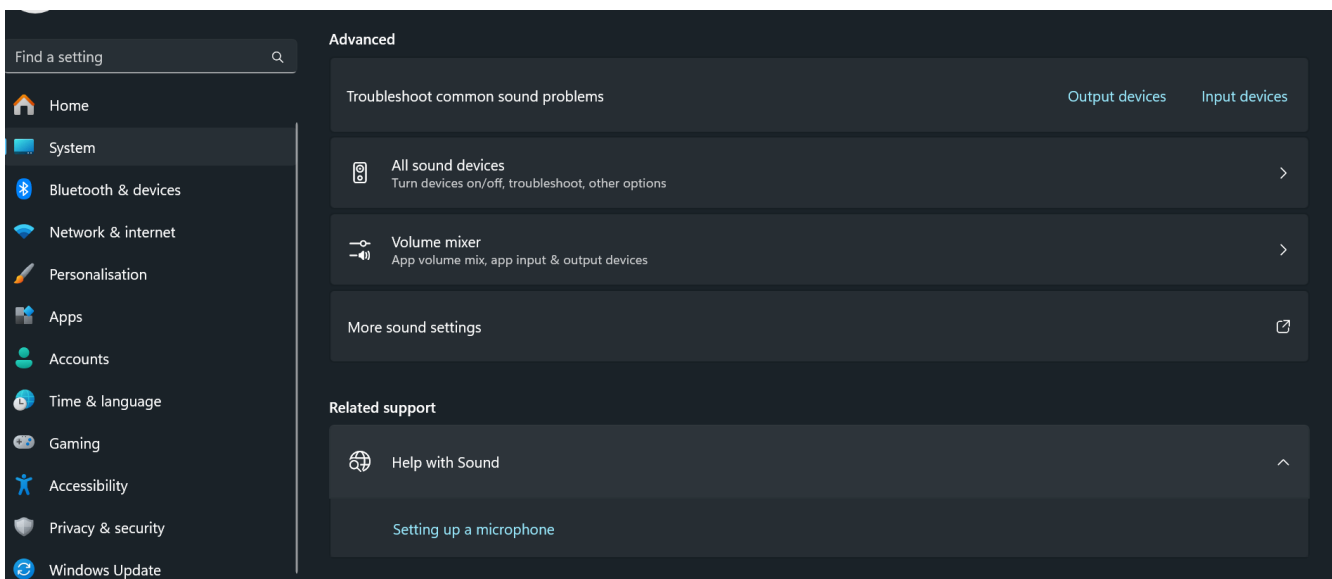 Find a setting
Home
System
Bluetooth & devices
Network & internet
Personalisation
Apps
Accounts
Time & language
Gaming
Accessibility
Privacy & security
Windows Update
Advanced
Troubleshoot common sound problems
Output devices
Input devices
All sound devices
Turn devices on/off, troubleshoot, other options
Volume mixer
App volume mix, app input & output devices
More sound settings
Related support
Help with Sound
Setting up a microphone